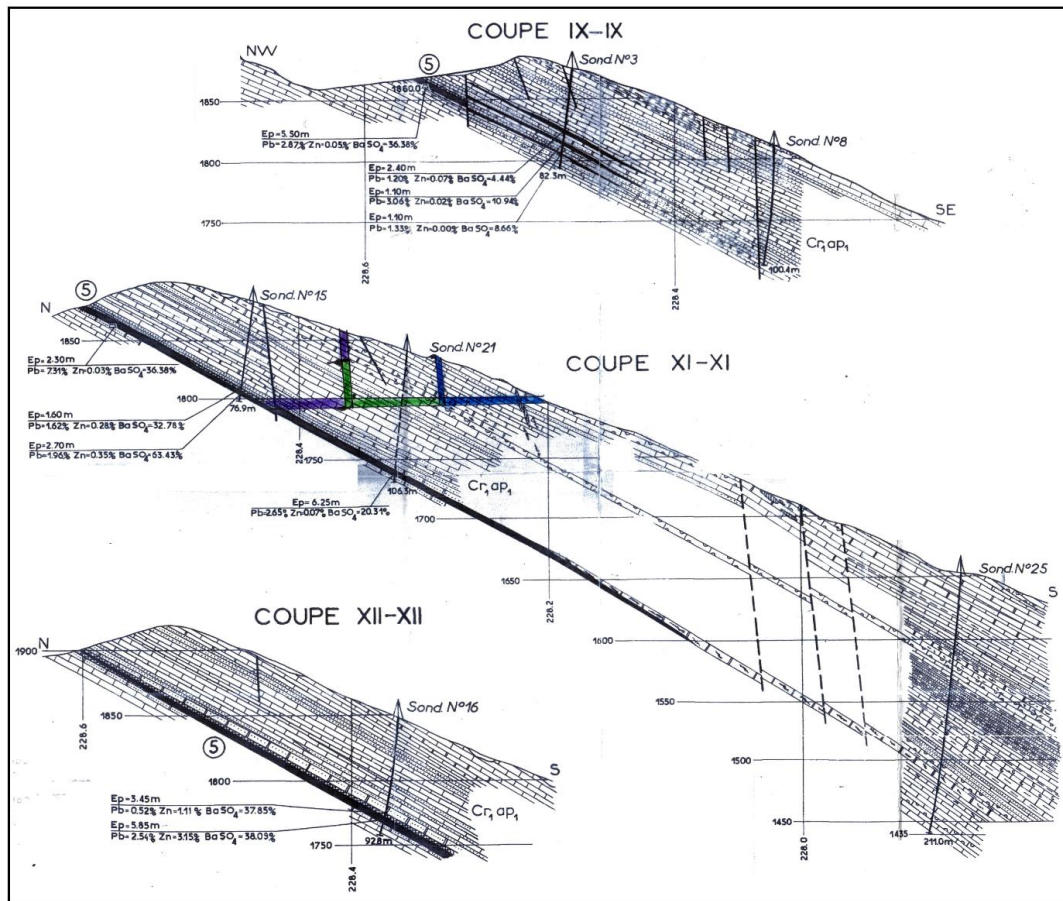 COUPE IX-IX
NW
5
Sond. Nº3
1860.0
1850
Sond. Nº8
Ep=5.50m
Pb=2.87% Zn=0.05% BaSO₄=36.38%
1800
Ep=2.40m
Pb=1.20% Zn=0.07% BaSO₄=4.44%
82.3m
Ep=1.10m
Pb=3.06% Zn=0.02% BaSO₄=10.94%
SE
1750
Ep=1.10m
Pb=1.33% Zn=0.00% BaSO₄=8.66%
Cr₁ap₁
100.4m
228.6
228.4
5
N
Sond. Nº15
1850
Sond. Nº21
COUPE XI-XI
Ep=2.30m
Pb=7.31% Zn=0.03% BaSO₄=36.38%
1800
76.9m
Ep=1.60m
Pb=1.62% Zn=0.28% BaSO₄=32.78%
228.4
Ep=2.70m
Pb=1.96% Zn=0.35% BaSO₄=63.43%
1750
Cr₁ap₁
106.3m
Ep=6.25m
Pb=2.65% Zn=0.07% BaSO₄=20.31%
1700
Sond. Nº25
1650
S
228.2
1600
1550
1500
1450
1435
211.0m
228.0
COUPE XII-XII
N
1900
Sond. Nº16
1850
228.6
5
S
1800
Ep=3.45m
Pb=0.52% Zn=1.11% BaSO₄=37.85%
Cr₁ap₁
Ep=5.85m
Pb=2.54% Zn=3.15% BaSO₄=38.09%
92.8m
1750
228.4